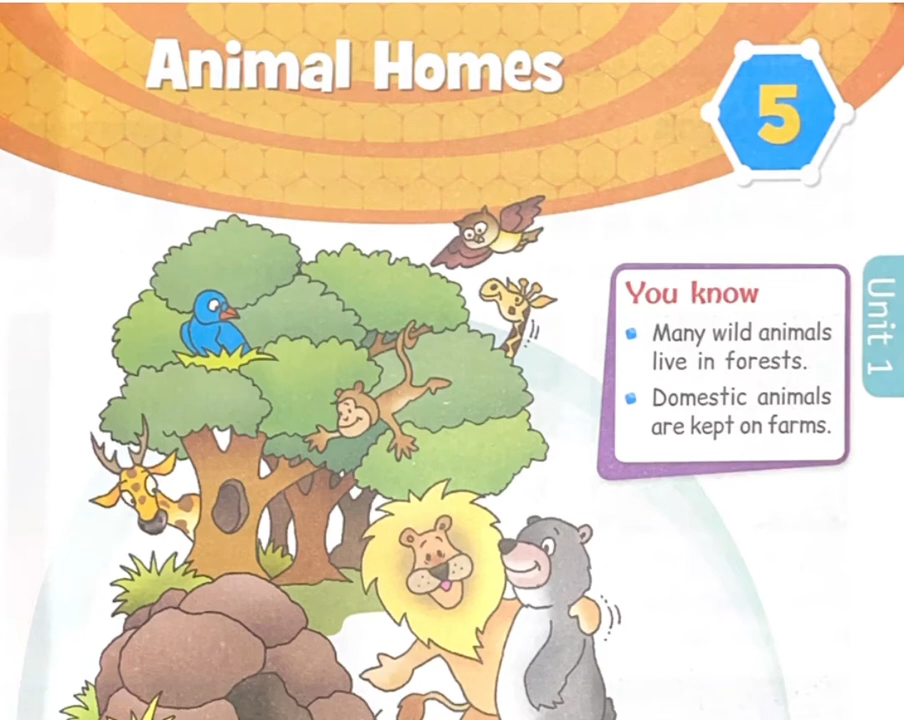 Animal Homes
5
You know
Many wild animals
live in forests.
Domestic animals
are kept on farms.
Unit 1